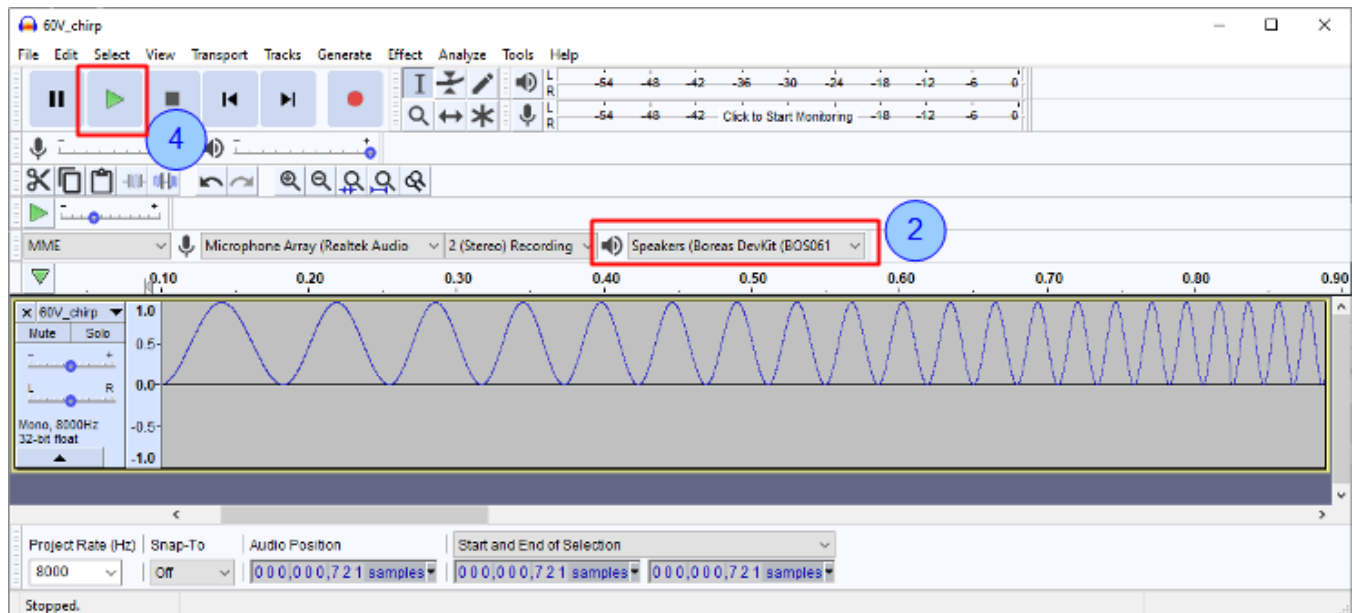 60V_chirp
File Edit Select View Transport Tracks Generate Effect Analyze Tools Help
L -54 -48 -42 -36 -30 -24 -18 -12 -6 0
R
4
L -54 -48 -42 Click to Start Monitoring -18 -12 -6 0
R
MME Microphone Array (Realtek Audio 2 (Stereo) Recording Speakers (Boreas DevKit (BOS061
2
0.10 0.20 0.30 0.40 0.50 0.60 0.70 0.80 0.90
60V_chirp 1.0
Mute Solo
0.5
L R 0.0
Mono, 8000Hz -0.5
32-bit float
-1.0
Project Rate (Hz) Snap-To Audio Position Start and End of Selection
8000 Off 000,000,721 samples 000,000,721 samples 000,000,721 samples
Stopped.